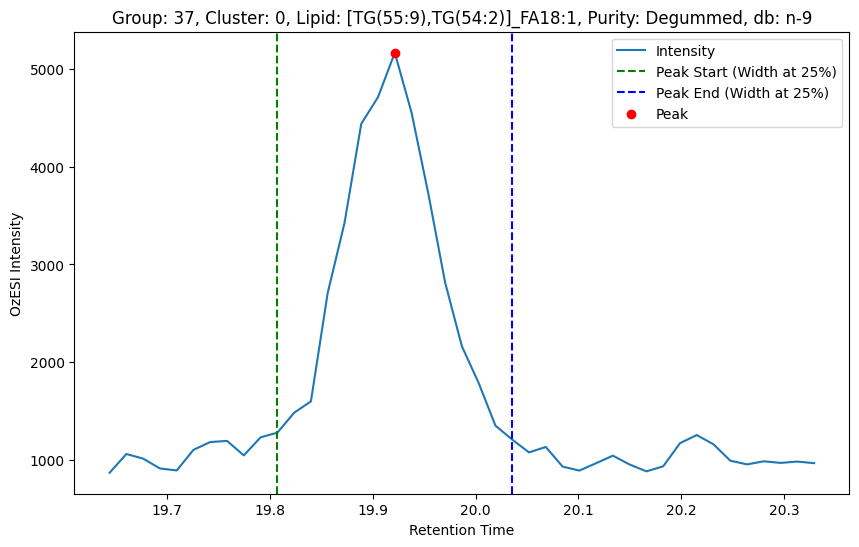 Group: 37, Cluster: 0, Lipid: [TG(55:9),TG(54:2)]_FA18:1, Purity: Degummed, db: n-9
Intensity
Peak Start (Width at 25%)
Peak End (Width at 25%)
Peak
OzESI Intensity
5000
4000
3000
2000
1000
19.7 19.8 19.9 20.0 20.1 20.2 20.3
Retention Time